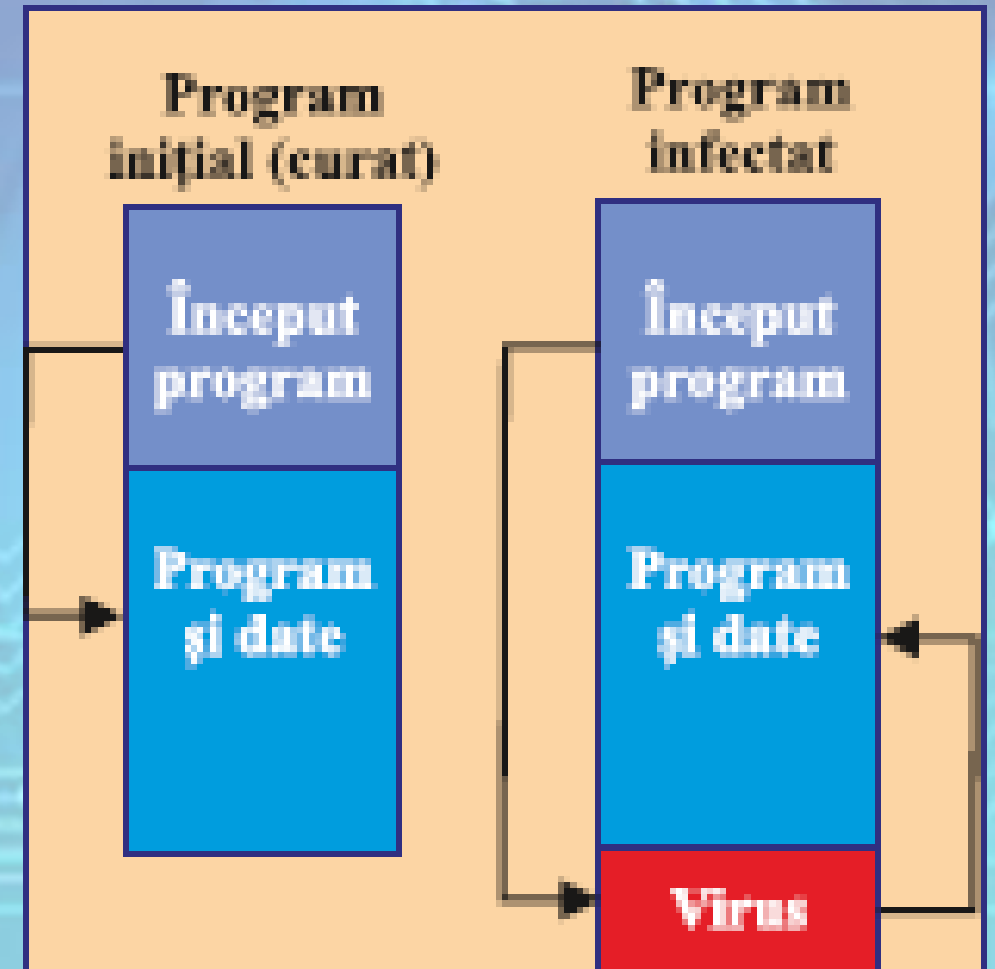 Program
inițial (curat)
Început
program
Program
și date
Program
infectat
Început
program
Program
și date
Virus